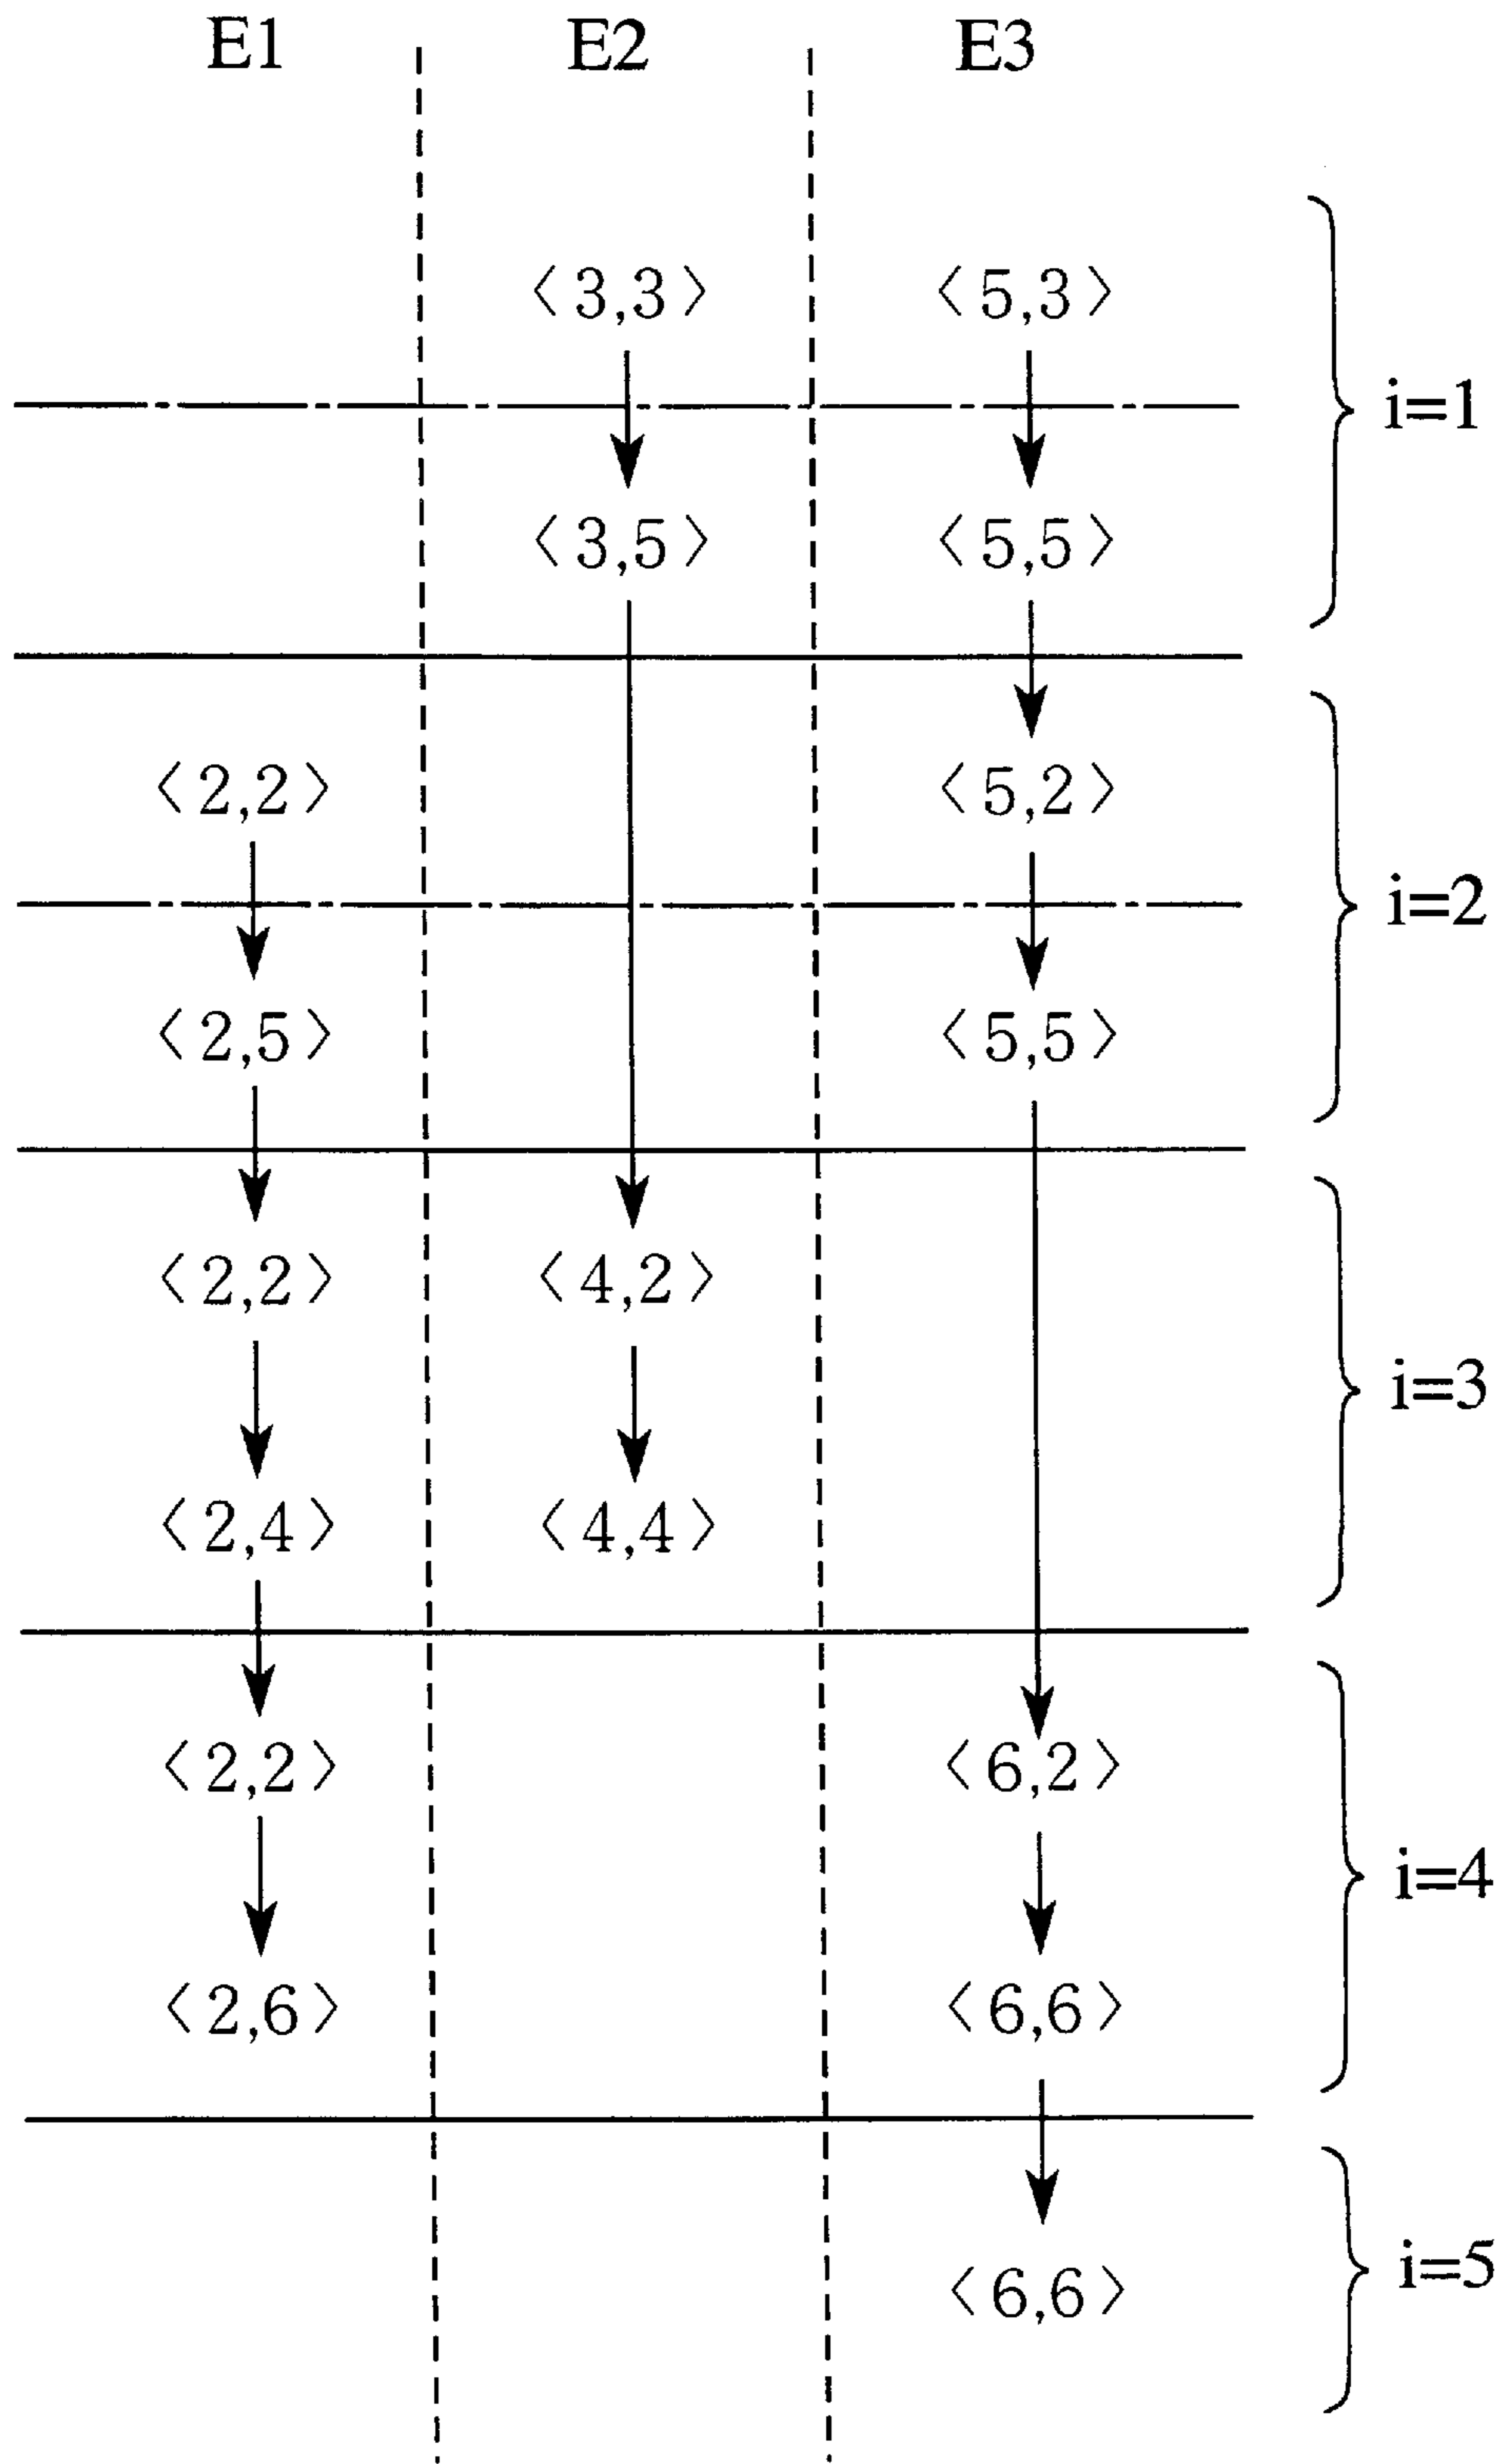 E1 E2 E3
〈3,3〉 〈5,3〉
i=1
〈3,5〉 〈5,5〉
〈2,2〉 〈5,2〉
i=2
〈2,5〉 〈5,5〉
〈2,2〉 〈4,2〉
i=3
〈2,4〉 〈4,4〉
〈2,2〉 〈6,2〉
i=4
〈2,6〉 〈6,6〉
i=5
〈6,6〉